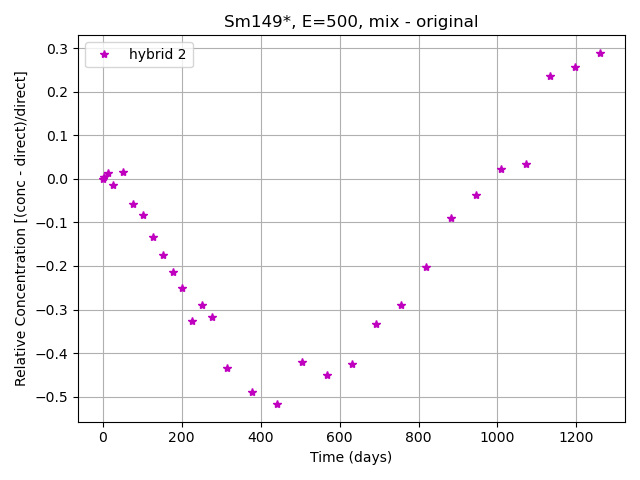 Sm149*, E=500, mix - original
hybrid 2
Relative Concentration [(conc - direct)/direct]
0.3
0.2
0.1
0.0
−0.1
−0.2
−0.3
−0.4
−0.5
0 200 400 600 800 1000 1200
Time (days)